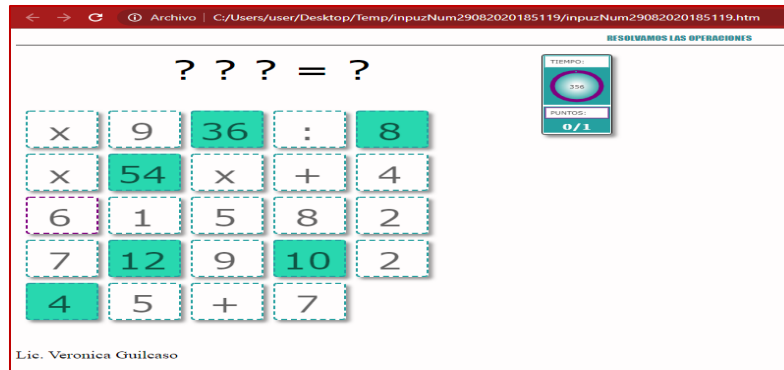 Archivo | C:/Users/user/Desktop/Temp/inpuzNum29082020185119/inpuzNum29082020185119.htm
RESOLVAMOS LAS OPERACIONES
? ? ? = ?
TIEMPO:
356
PUNTOS:
0/1
x 9 36 : 8
x 54 x + 4
6 1 5 8 2
7 12 9 10 2
4 5 + 7
Lic. Veronica Guilcaso